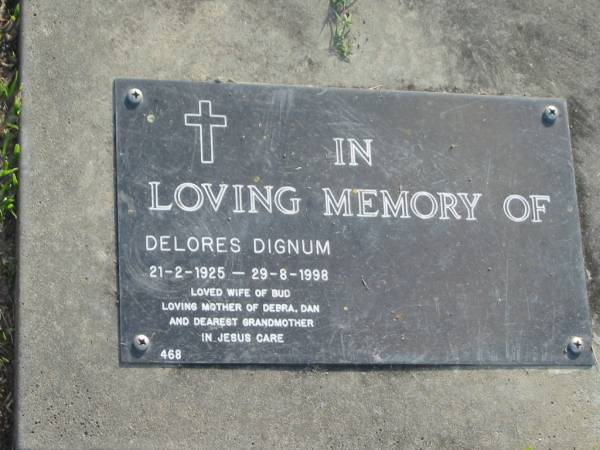 IN
LOVING MEMORY OF
DELORES DIGNUM
21-2-1925 — 29-8-1998
LOVED WIFE OF BUD
LOVING MOTHER OF DEBRA, DAN
AND DEAREST GRANDMOTHER
IN JESUS CARE
468